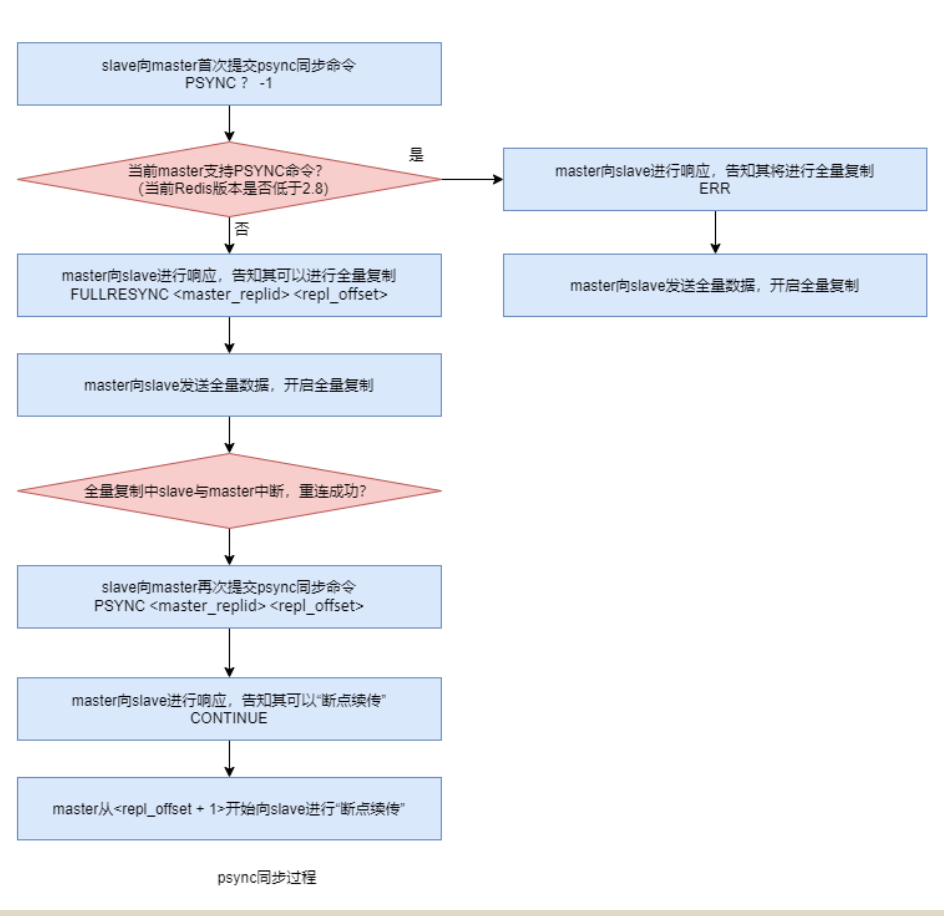 slave向master首次提交psync同步命令
PSYNC ? -1
当前master支持PSYNC命令?
(当前Redis版本是否低于2.8)
是
master向slave进行响应，告知其将进行全量复制
ERR
否
master向slave进行响应，告知其可以进行全量复制
FULLRESYNC <master_replid> <repl_offset>
master向slave发送全量数据，开启全量复制
master向slave发送全量数据，开启全量复制
全量复制中slave与master中断，重连成功?
slave向master再次提交psync同步命令
PSYNC <master_replid> <repl_offset>
master向slave进行响应，告知其可以“断点续传”
CONTINUE
master从<repl_offset + 1>开始向slave进行“断点续传”
psync同步过程